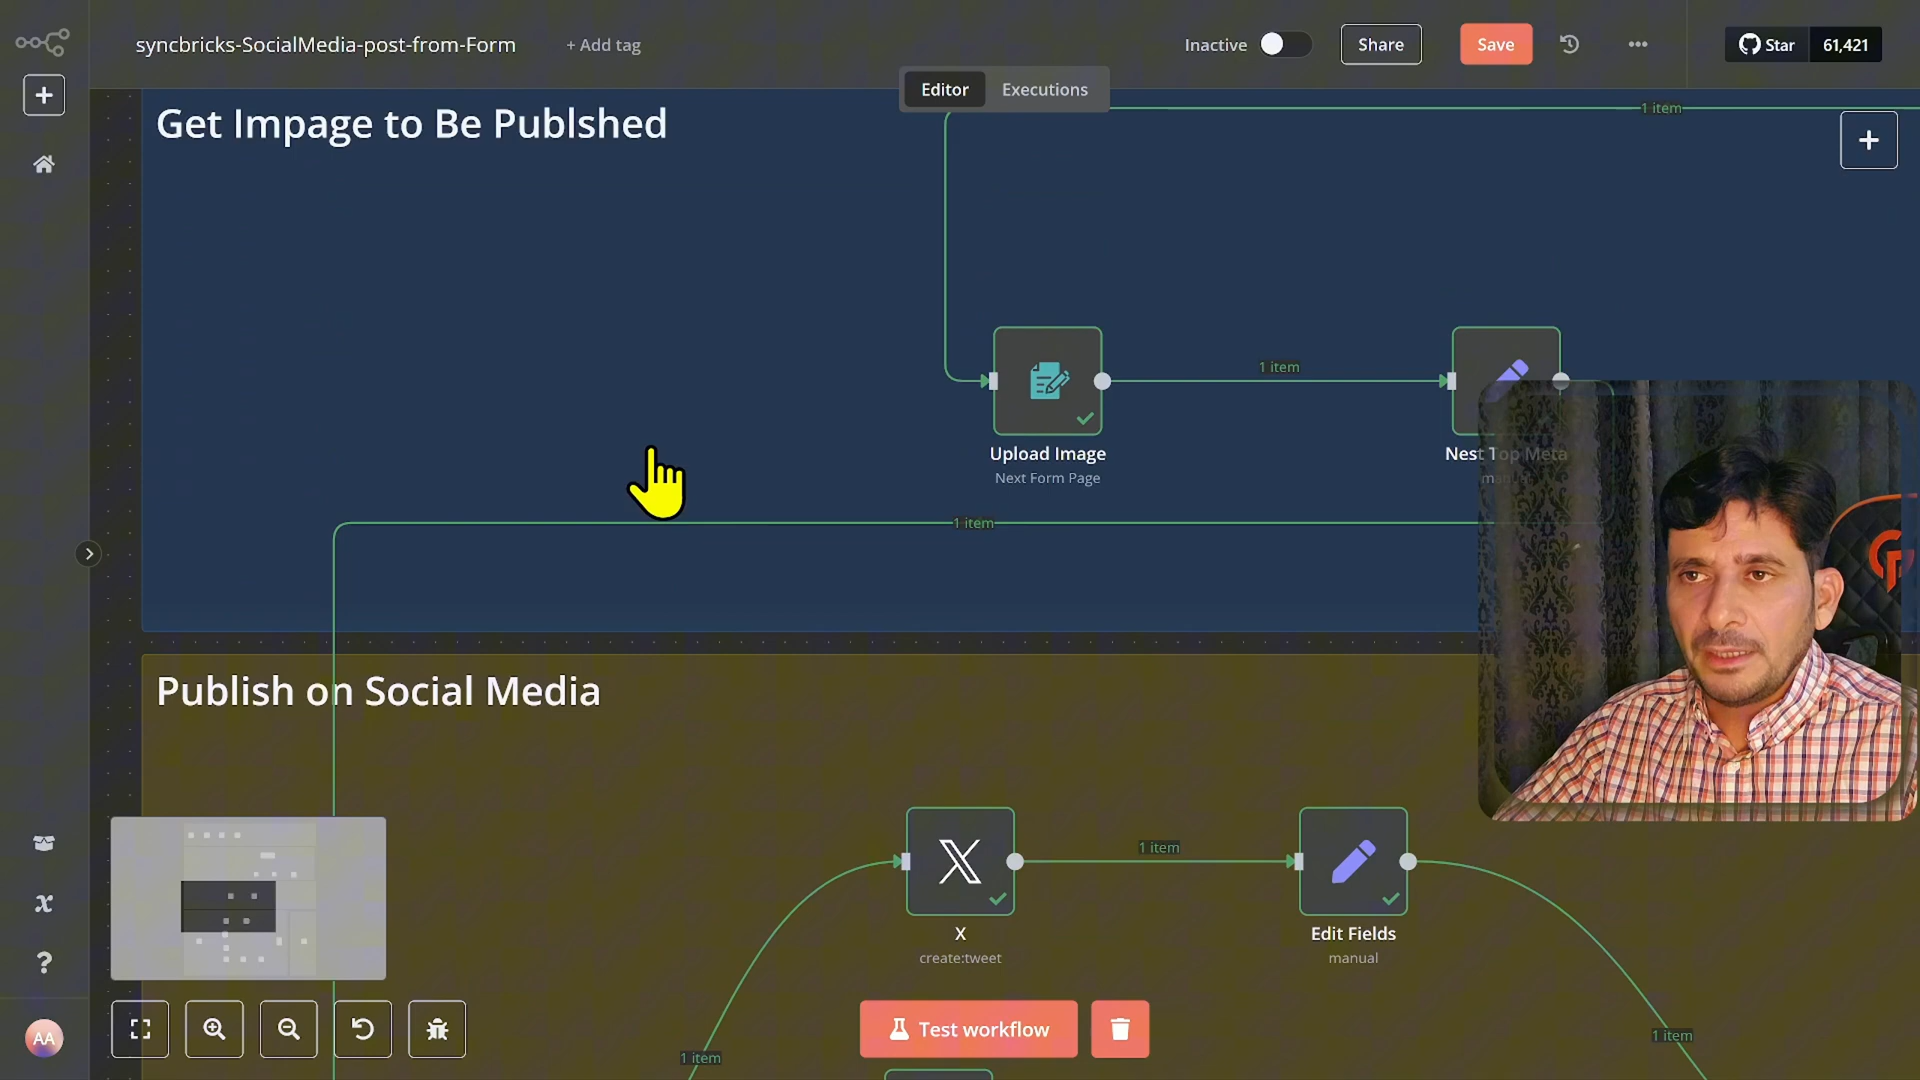 syncbricks-SocialMedia-post-from-Form
+ Add tag
Inactive
Share
Save
Star
61,421
Editor
Executions
Get Impage to Be Publshed
1 item
1 item
Upload Image
Next Form Page
Nest Top Meta
1 item
Publish on Social Media
1 item
X
create:tweet
Edit Fields
manual
AA
Test workflow
1 item
1 item